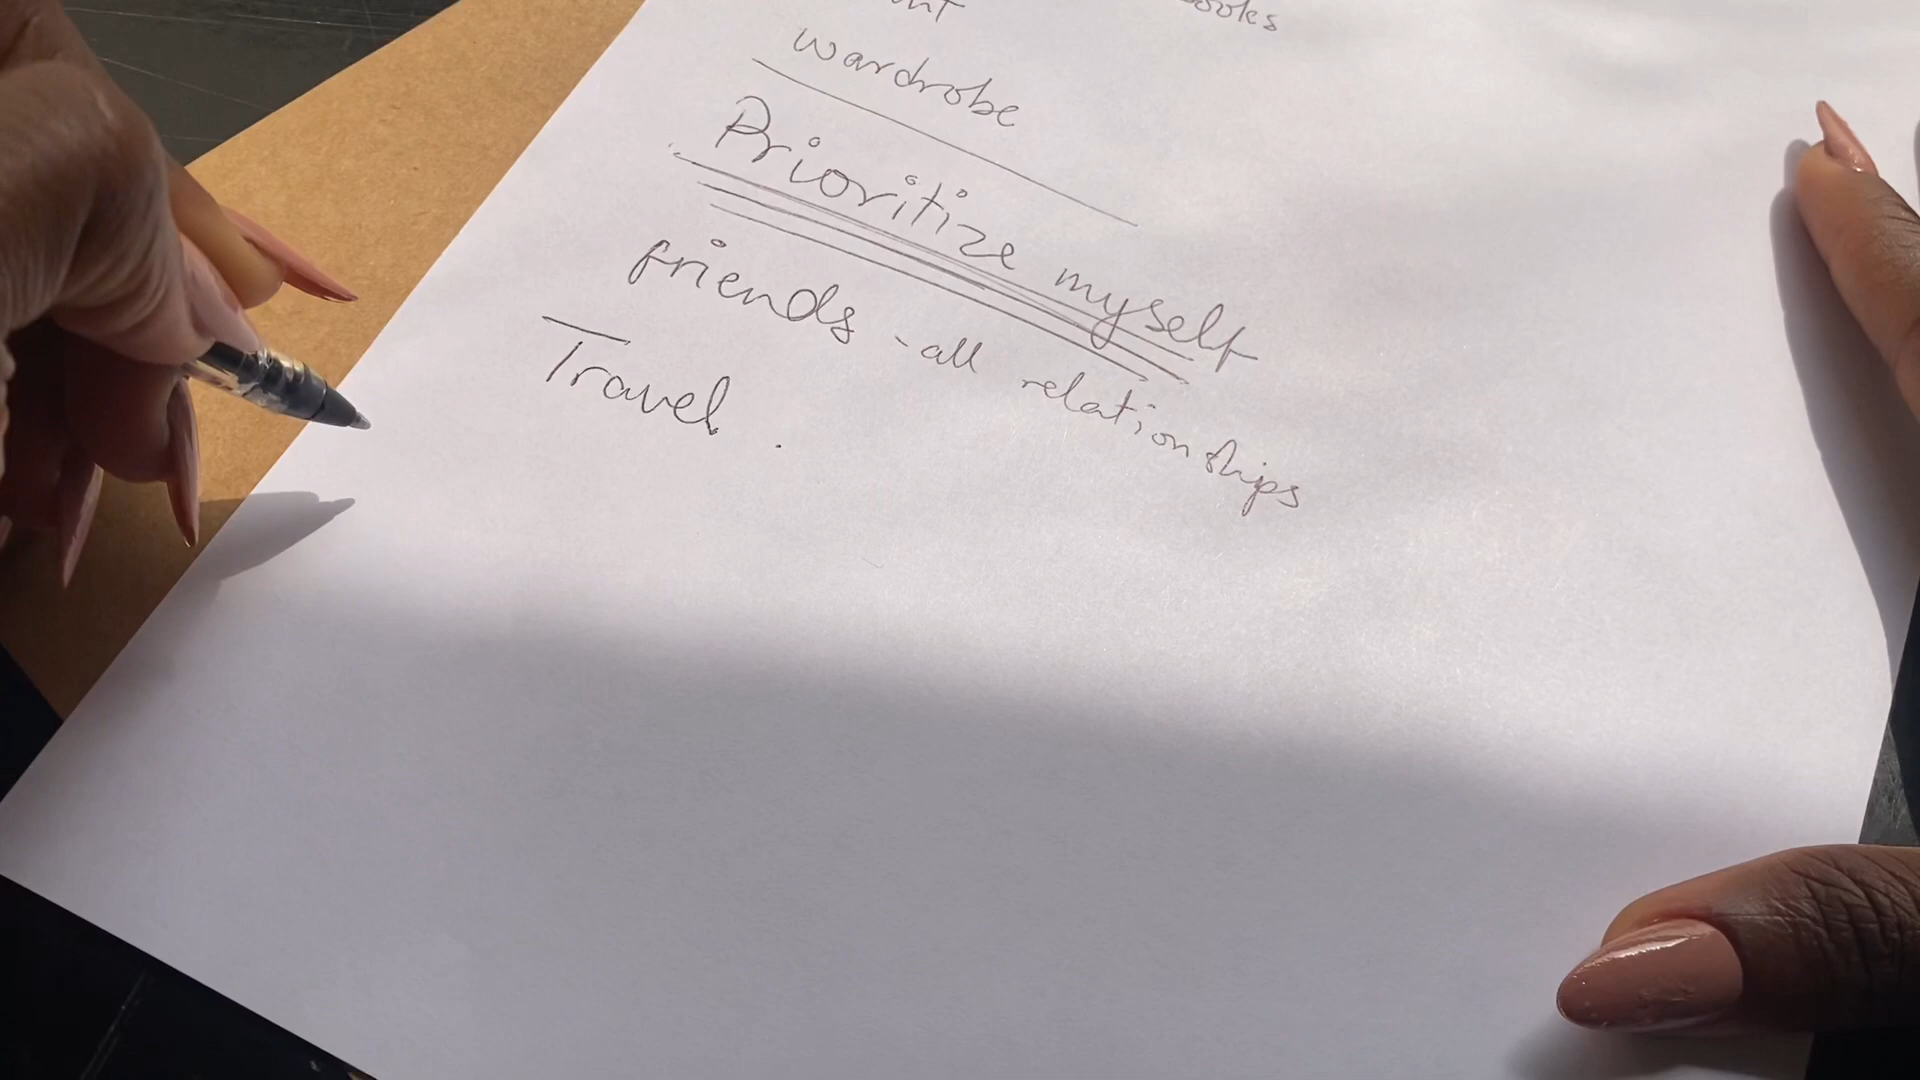 wardrobe
Prioritize myself
friends - all relationships
Travel .